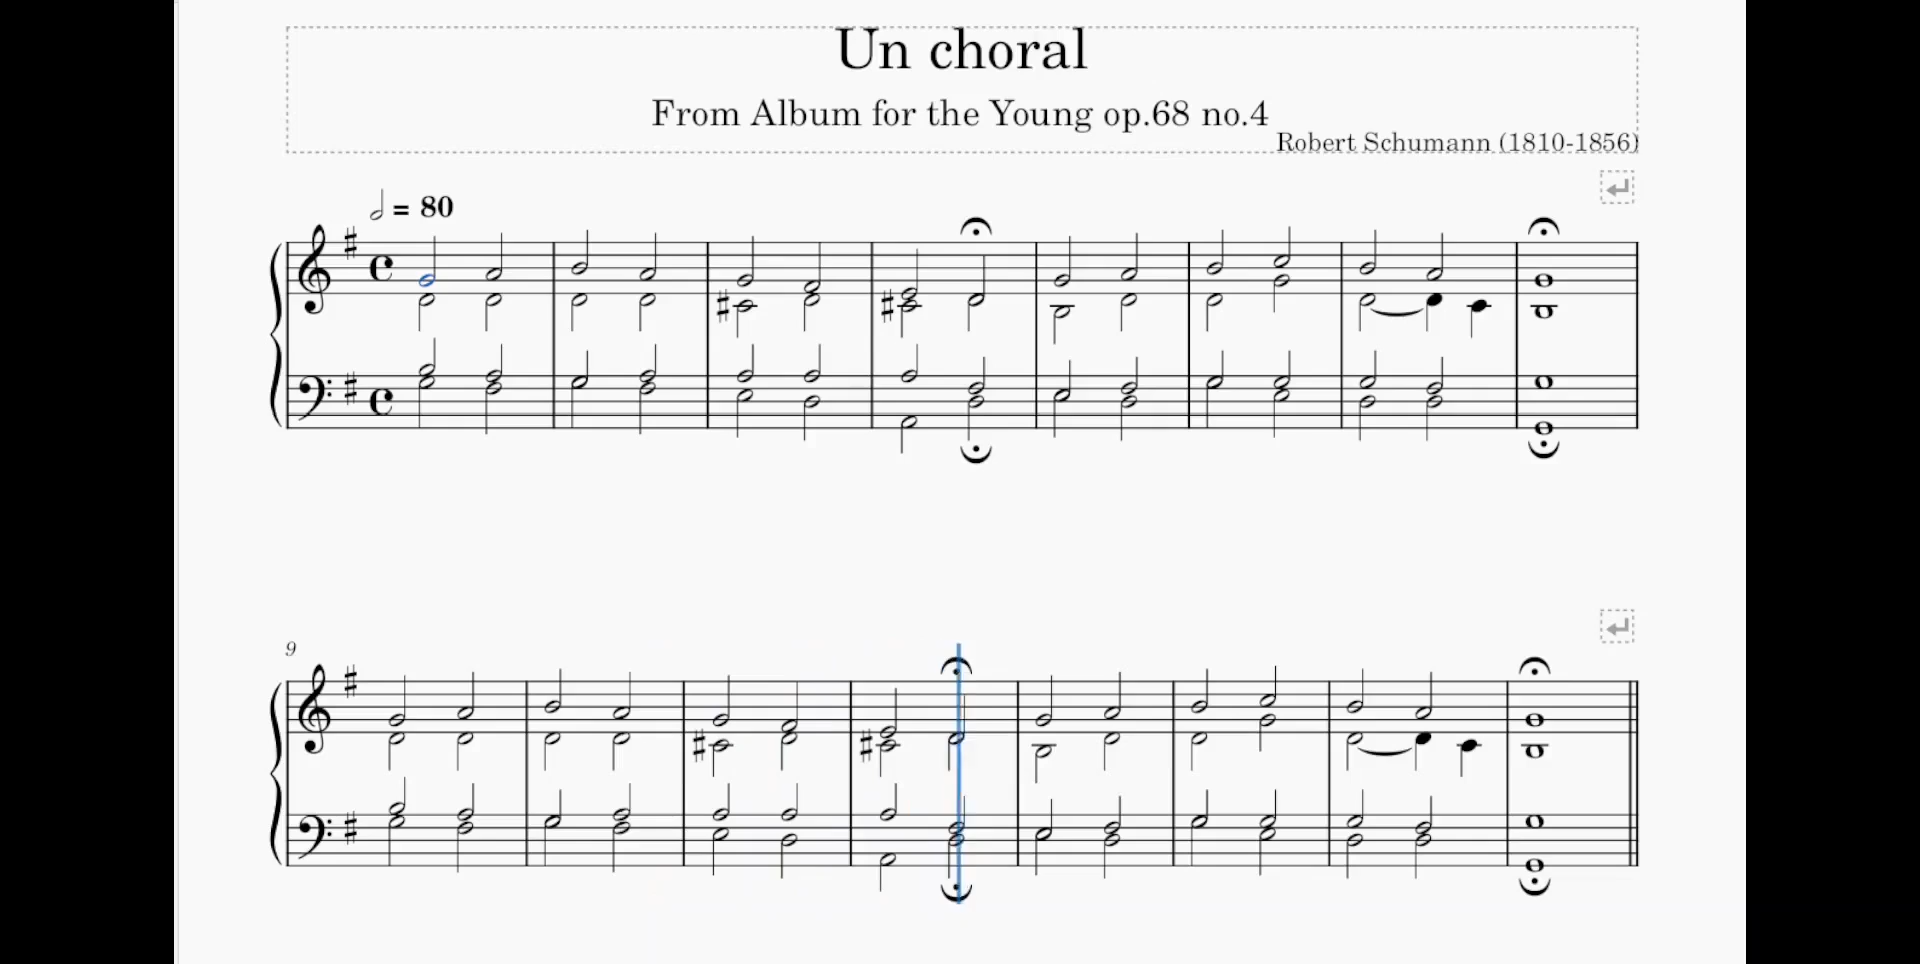 Un choral
From Album for the Young op.68 no.4
Robert Schumann (1810-1856)
= 80
9